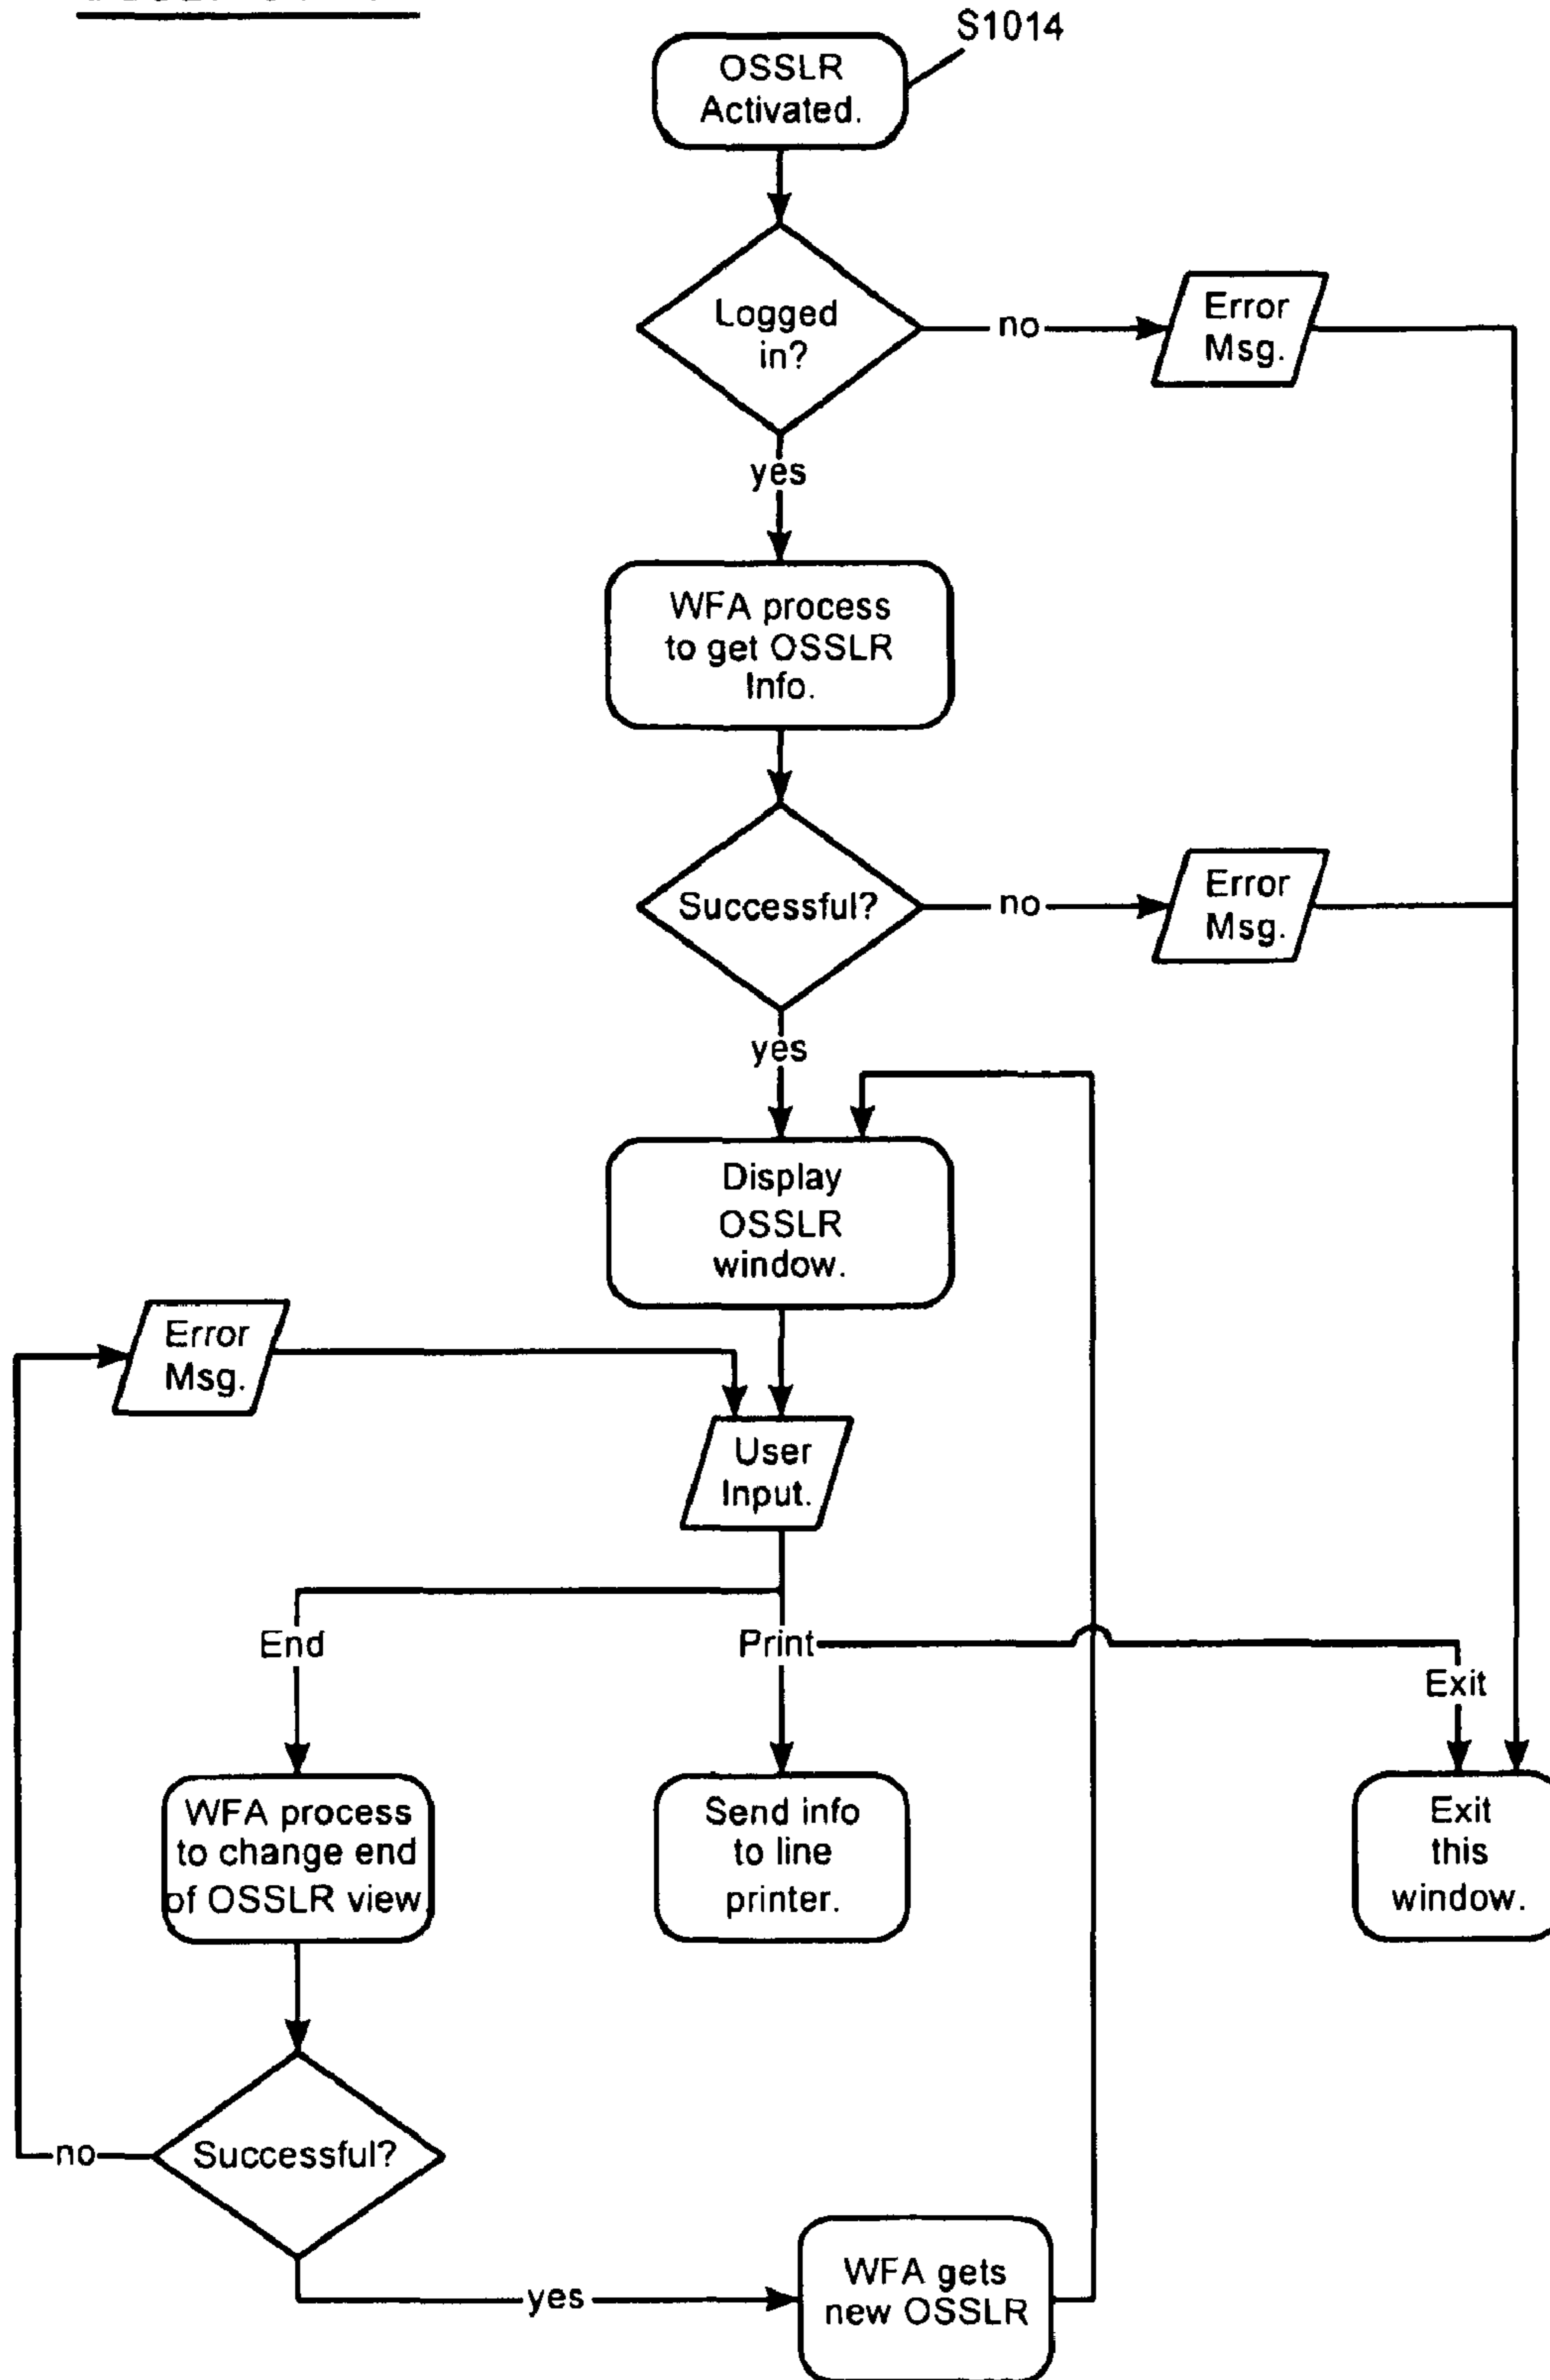 S1014
OSSLR
Activated.
Logged
in?
no
Error
Msg.
yes
WFA process
to get OSSLR
Info.
Successful?
no
Error
Msg.
yes
Display
OSSLR
window.
Error
Msg.
User
Input.
End
Print
Exit
WFA process
to change end
of OSSLR view
Send info
to line
printer.
Exit
this
window.
Successful?
no
yes
WFA gets
new OSSLR